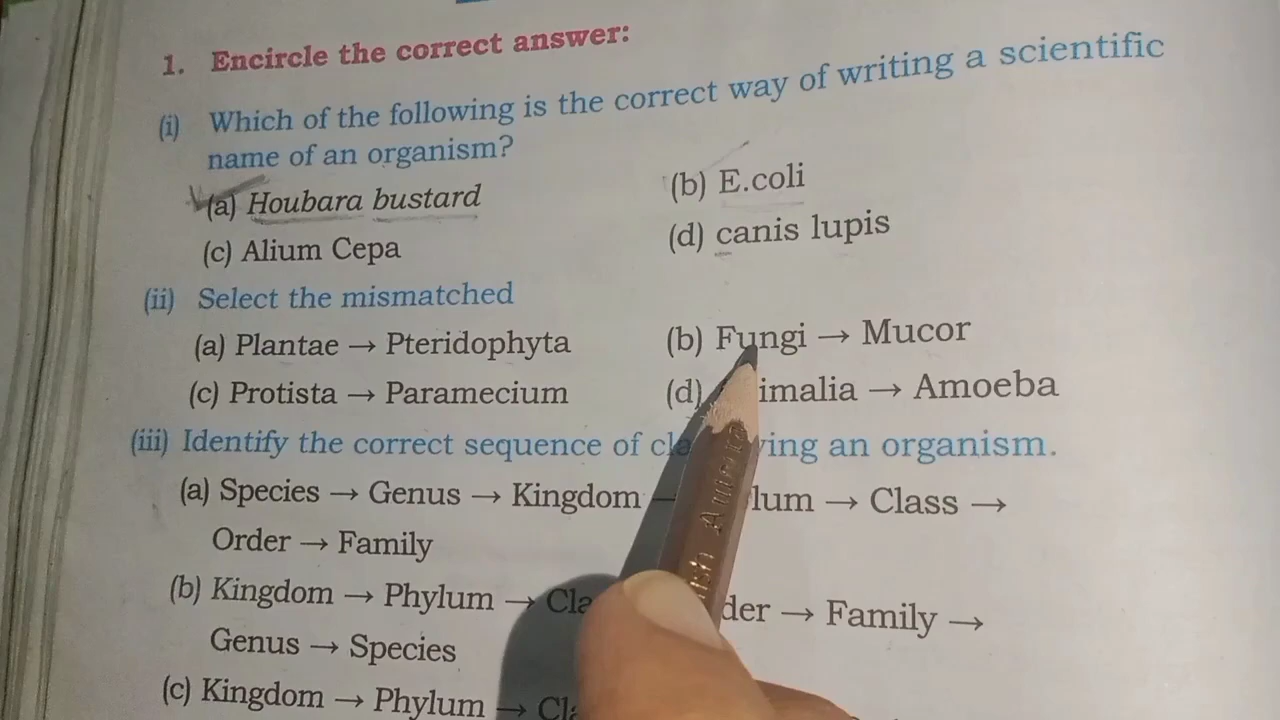 1. Encircle the correct answer:
(i) Which of the following is the correct way of writing a scientific
name of an organism?
(a) Houbara bustard (b) E.coli
(c) Alium Cepa (d) canis lupis
(ii) Select the mismatched
(a) Plantae → Pteridophyta (b) Fungi → Mucor
(c) Protista → Paramecium (d) imalia → Amoeba
(iii) Identify the correct sequence of ying an organism.
(a) Species → Genus → Kingdom → lum → Class →
Order → Family
(b) Kingdom → Phylum → Cla der → Family →
Genus → Species
(c) Kingdom → Phylum → Cla